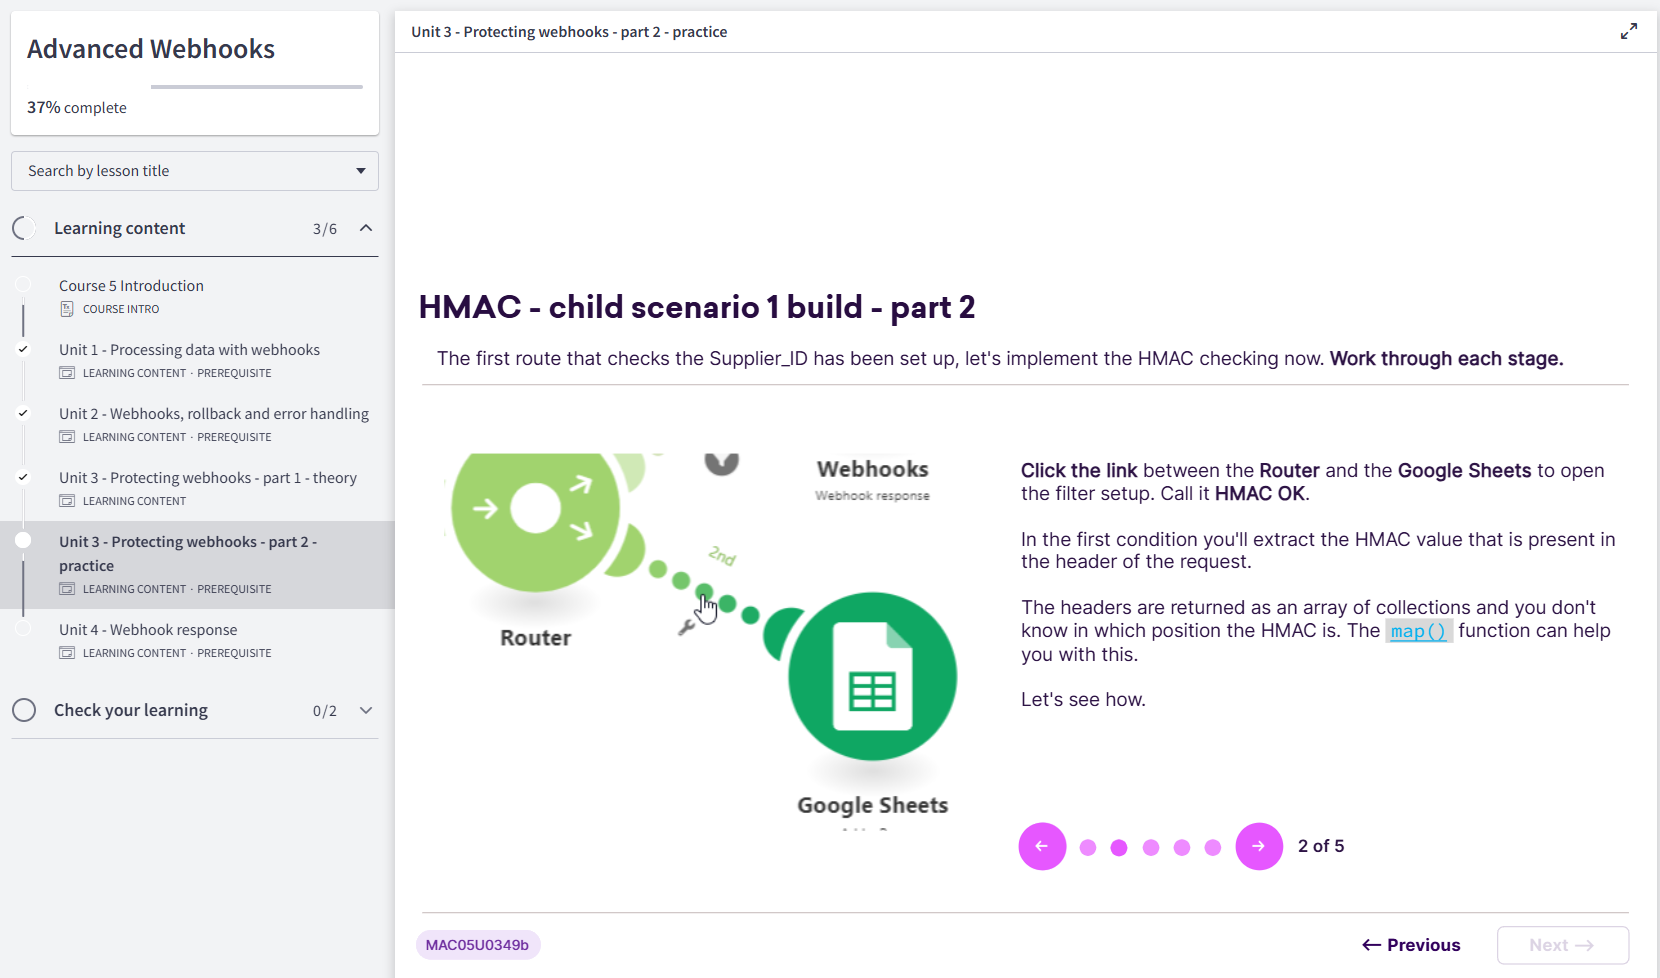 Advanced Webhooks
37% complete
Search by lesson title
Learning content 3/6
Course 5 Introduction
COURSE INTRO
Unit 1 - Processing data with webhooks
LEARNING CONTENT · PREREQUISITE
Unit 2 - Webhooks, rollback and error handling
LEARNING CONTENT · PREREQUISITE
Unit 3 - Protecting webhooks - part 1 - theory
LEARNING CONTENT
Unit 3 - Protecting webhooks - part 2 -
practice
LEARNING CONTENT · PREREQUISITE
Unit 4 - Webhook response
LEARNING CONTENT · PREREQUISITE
Check your learning 0/2
Unit 3 - Protecting webhooks - part 2 - practice
HMAC - child scenario 1 build - part 2
The first route that checks the Supplier_ID has been set up, let's implement the HMAC checking now. Work through each stage.
Webhooks
Webhook response
2nd
Router
Google Sheets
Click the link between the Router and the Google Sheets to open
the filter setup. Call it HMAC OK.
In the first condition you'll extract the HMAC value that is present in
the header of the request.
The headers are returned as an array of collections and you don't
know in which position the HMAC is. The map() function can help
you with this.
Let's see how.
2 of 5
MAC05U0349b
← Previous
Next →